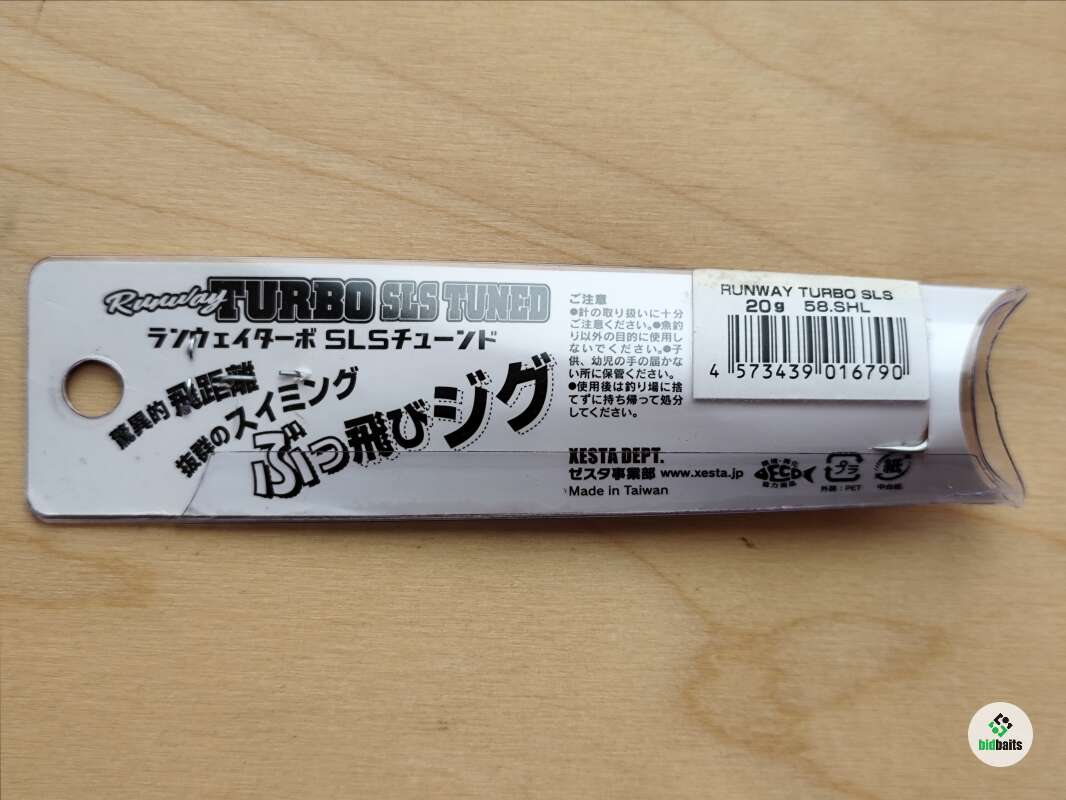 Runway TURBO SLS TUNED
ランウェイターボ SLSチューンド
驚異的 飛距離
抜群のスイミング
ぶっ飛びジグ
ご注意
●針の取り扱いに十分
ご注意ください。●魚釣
り以外の目的に使用し
ないでください。●子
供、幼児の手の届かな
い所に保管ください。
●使用後は釣り場に捨
てずに持ち帰って処分
してください。
XESTA DEPT.
ゼスタ事業部 www.xesta.jp
Made in Taiwan
ECO
プラ
外装：PET
紙
RUNWAY TURBO SLS
20g 58.SHL
4 573439 016790
bidbaits